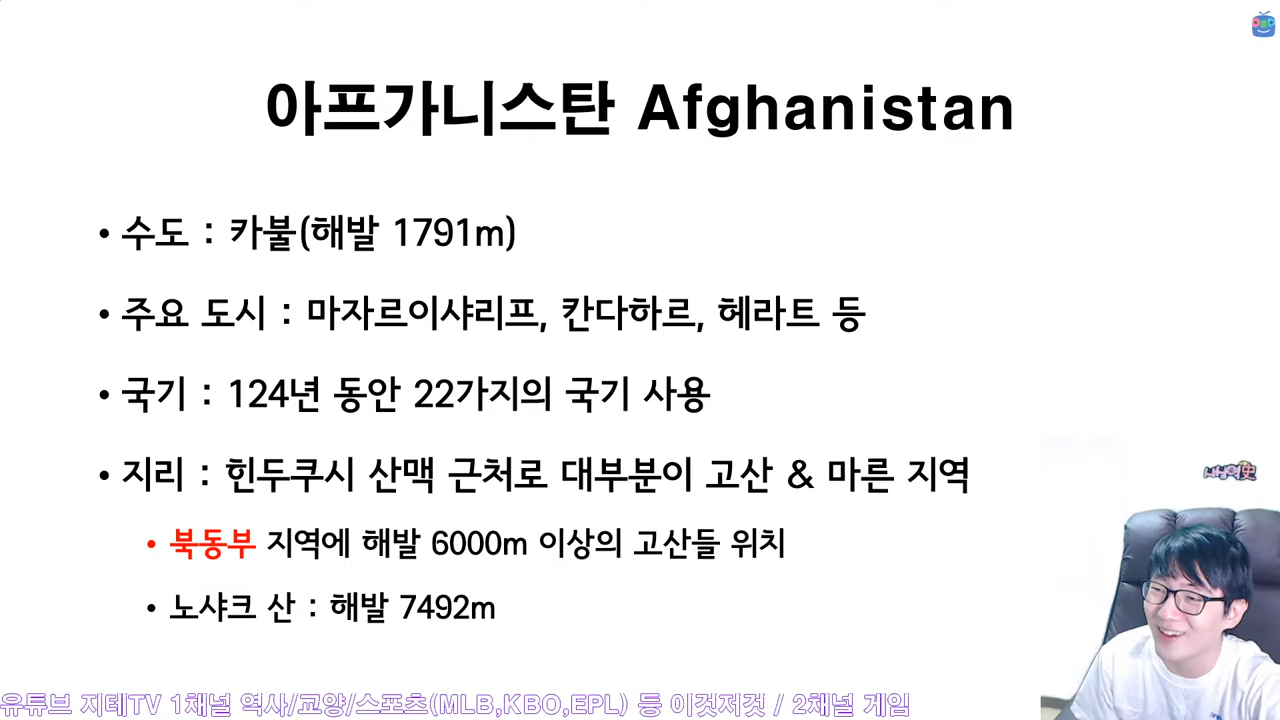 아프가니스탄 Afghanistan
• 수도 : 카불(해발 1791m)
• 주요 도시 : 마자르이샤리프, 칸다하르, 헤라트 등
• 국기 : 124년 동안 22가지의 국기 사용
• 지리 : 힌두쿠시 산맥 근처로 대부분이 고산 & 마른 지역
• 북동부 지역에 해발 6000m 이상의 고산들 위치
• 노샤크 산 : 해발 7492m
유튜브 지테TV 1채널 역사/교양/스포츠(MLB,KBO,EPL) 등 이것저것 / 2채널 게임